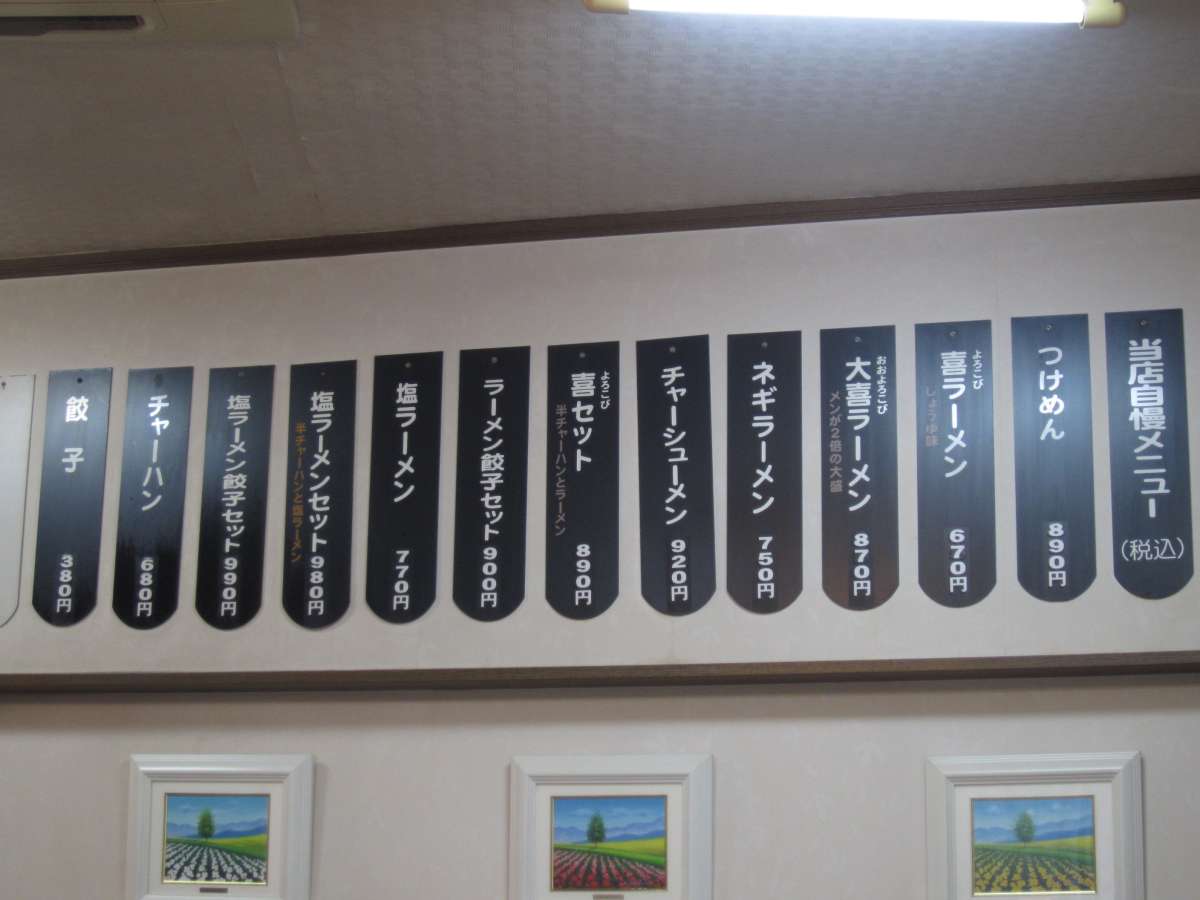 当店自慢メニュー(税込)
つけめん 890円
よろこび
喜ラーメン 670円
しょうゆ味
おおよろこび
大喜ラーメン 870円
メンが2倍の大盛
ネギラーメン 750円
チャーシューメン 920円
よろこび
喜セット 890円
半チャーハンとラーメン
ラーメン餃子セット 900円
塩ラーメン 770円
塩ラーメンセット 980円
半チャーハンと塩ラーメン
塩ラーメン餃子セット 990円
チャーハン 680円
餃子 380円